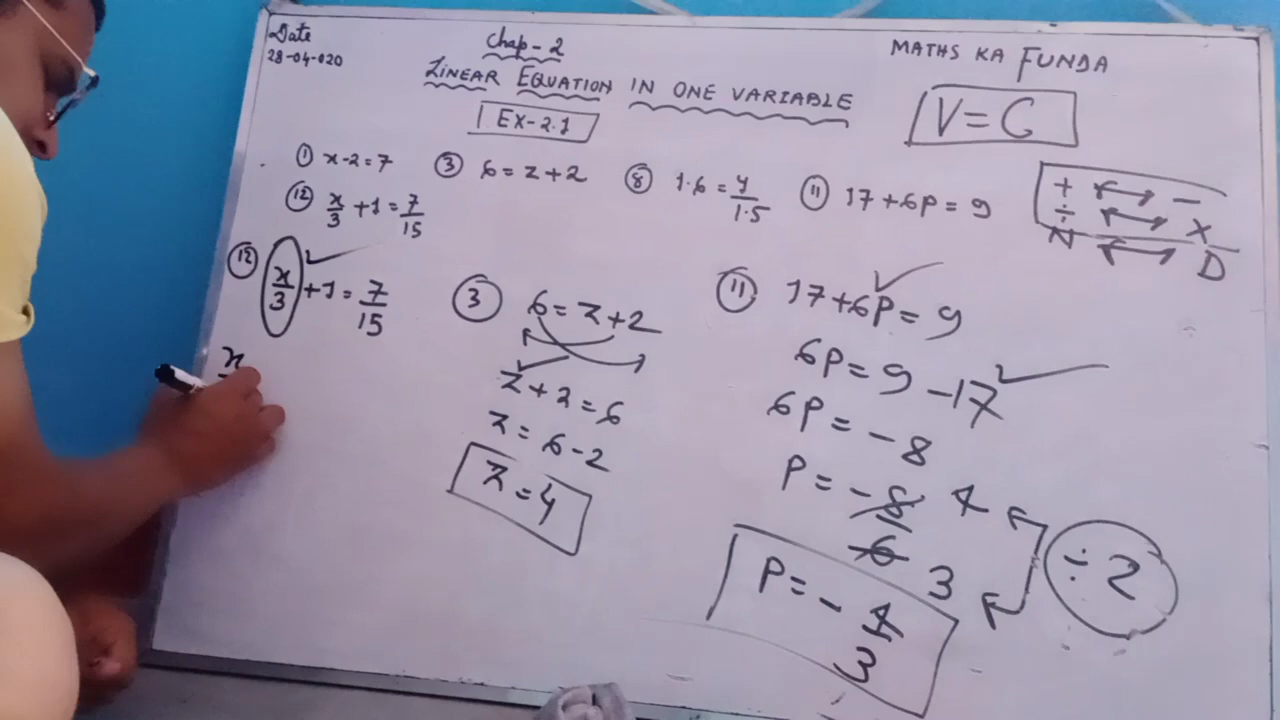 Date
28-04-020
Chap-2
LINEAR EQUATION IN ONE VARIABLE
EX-2.1
MATHS KA FUNDA
V=C
① x-2=7 ③ 6=z+2 ⑧ 1.6=y/1.5 ⑪ 17+6P=9
⑫ x/3+1=7/15
+ ↔ -
÷ ↔ X
N ↔ D
⑫ x/3+1=7/15
x
③ 6=z+2
z+2=6
z=6-2
z=4
⑪ 17+6P=9
6P=9-17
6P=-8
P=-8/6 4 3
÷2
P=-4/3